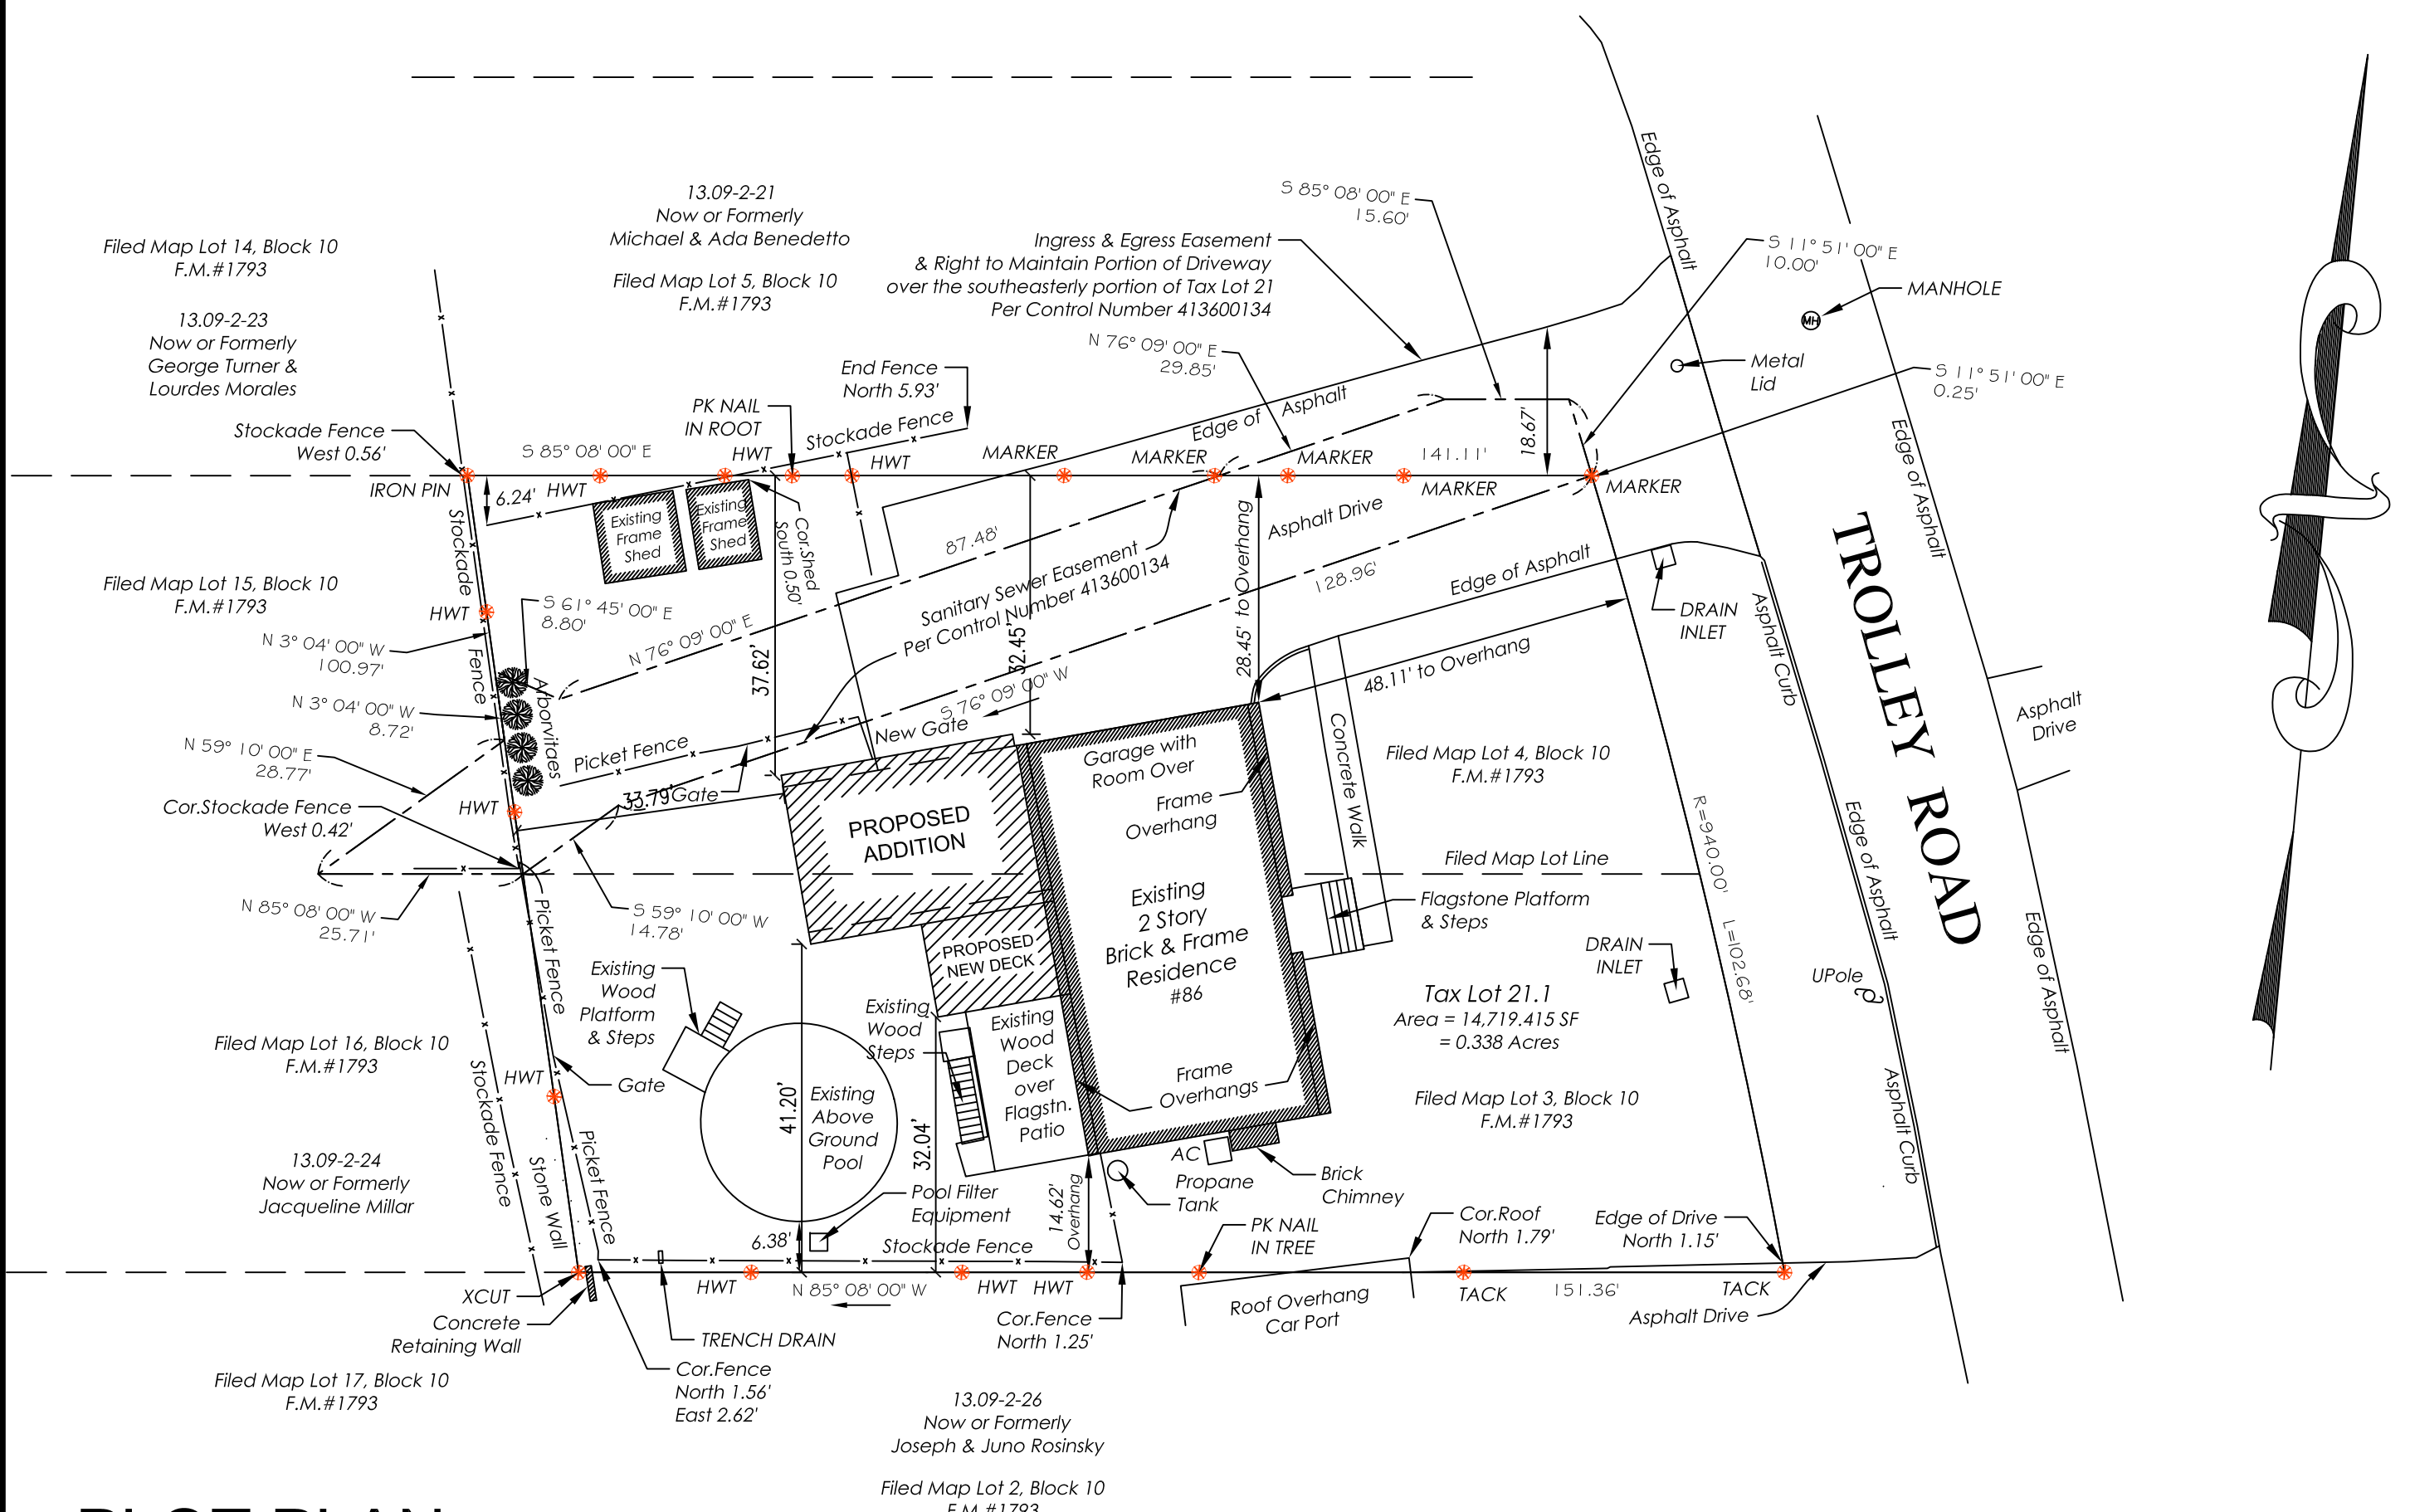 13.09-2-21
Now or Formerly
Michael & Ada Benedetto
Filed Map Lot 5, Block 10
F.M.#1793
Filed Map Lot 14, Block 10
F.M.#1793
13.09-2-23
Now or Formerly
George Turner &
Lourdes Morales
Ingress & Egress Easement
& Right to Maintain Portion of Driveway
over the southeasterly portion of Tax Lot 21
Per Control Number 413600134
S 85° 08' 00" E
15.60'
Edge of Asphalt
S 11° 51' 00" E
10.00'
MANHOLE
MH
Metal
Lid
S 11° 51' 00" E
0.25'
N 76° 09' 00" E
29.85'
End Fence
North 5.93'
PK NAIL
IN ROOT
Stockade Fence
Edge of Asphalt
18.67'
Stockade Fence
West 0.56'
S 85° 08' 00" E
HWT
HWT
MARKER
MARKER
MARKER
141.11'
MARKER
MARKER
IRON PIN
6.24'
HWT
Existing
Frame
Shed
Existing
Frame
Shed
Cor.Shed
South 0.50'
87.48'
Asphalt Drive
28.45' to Overhang
Edge of Asphalt
Edge of Asphalt
TROLLEY ROAD
Stockade
Fence
Filed Map Lot 15, Block 10
F.M.#1793
HWT
S 61° 45' 00" E
8.80'
N 3° 04' 00" W
100.97'
N 76° 09' 00" E
Sanitary Sewer Easement
Per Control Number 413600134
128.96'
DRAIN
INLET
Asphalt Curb
37.62'
32.45'
S 76° 09' 00" W
48.11' to Overhang
N 3° 04' 00" W
8.72'
Arborvitaes
N 59° 10' 00" E
28.77'
Picket Fence
New Gate
Garage with
Room Over
Concrete Walk
Filed Map Lot 4, Block 10
F.M.#1793
Asphalt
Drive
33.79'
Gate
Cor.Stockade Fence
West 0.42'
HWT
PROPOSED
ADDITION
Frame
Overhang
R=940.00' L=102.68'
Edge of Asphalt
Filed Map Lot Line
N 85° 08' 00" W
25.71'
S 59° 10' 00" W
14.78'
Existing
2 Story
Brick & Frame
Residence
#86
Flagstone Platform
& Steps
Picket Fence
PROPOSED
NEW DECK
DRAIN
INLET
UPole
Edge of Asphalt
Existing
Wood
Platform
& Steps
Existing
Wood
Steps
Existing
Wood
Deck
over
Flagstn.
Patio
Tax Lot 21.1
Area = 14,719.415 SF
= 0.338 Acres
Filed Map Lot 16, Block 10
F.M.#1793
Stockade Fence
HWT
Gate
41.20'
Existing
Above
Ground
Pool
32.04'
Frame
Overhangs
Filed Map Lot 3, Block 10
F.M.#1793
Asphalt Curb
13.09-2-24
Now or Formerly
Jacqueline Millar
Stone Wall
Picket Fence
AC
Propane
Tank
Brick
Chimney
Pool Filter
Equipment
14.62'
Overhang
6.38'
Stockade Fence
PK NAIL
IN TREE
Cor.Roof
North 1.79'
Edge of Drive
North 1.15'
XCUT
HWT
N 85° 08' 00" W
HWT
HWT
TACK
151.36'
TACK
Concrete
Retaining Wall
TRENCH DRAIN
Cor.Fence
North 1.25'
Roof Overhang
Car Port
Asphalt Drive
Filed Map Lot 17, Block 10
F.M.#1793
Cor.Fence
North 1.56'
East 2.62'
13.09-2-26
Now or Formerly
Joseph & Juno Rosinsky
Filed Map Lot 2, Block 10
F.M.#1793
PLOT PLAN